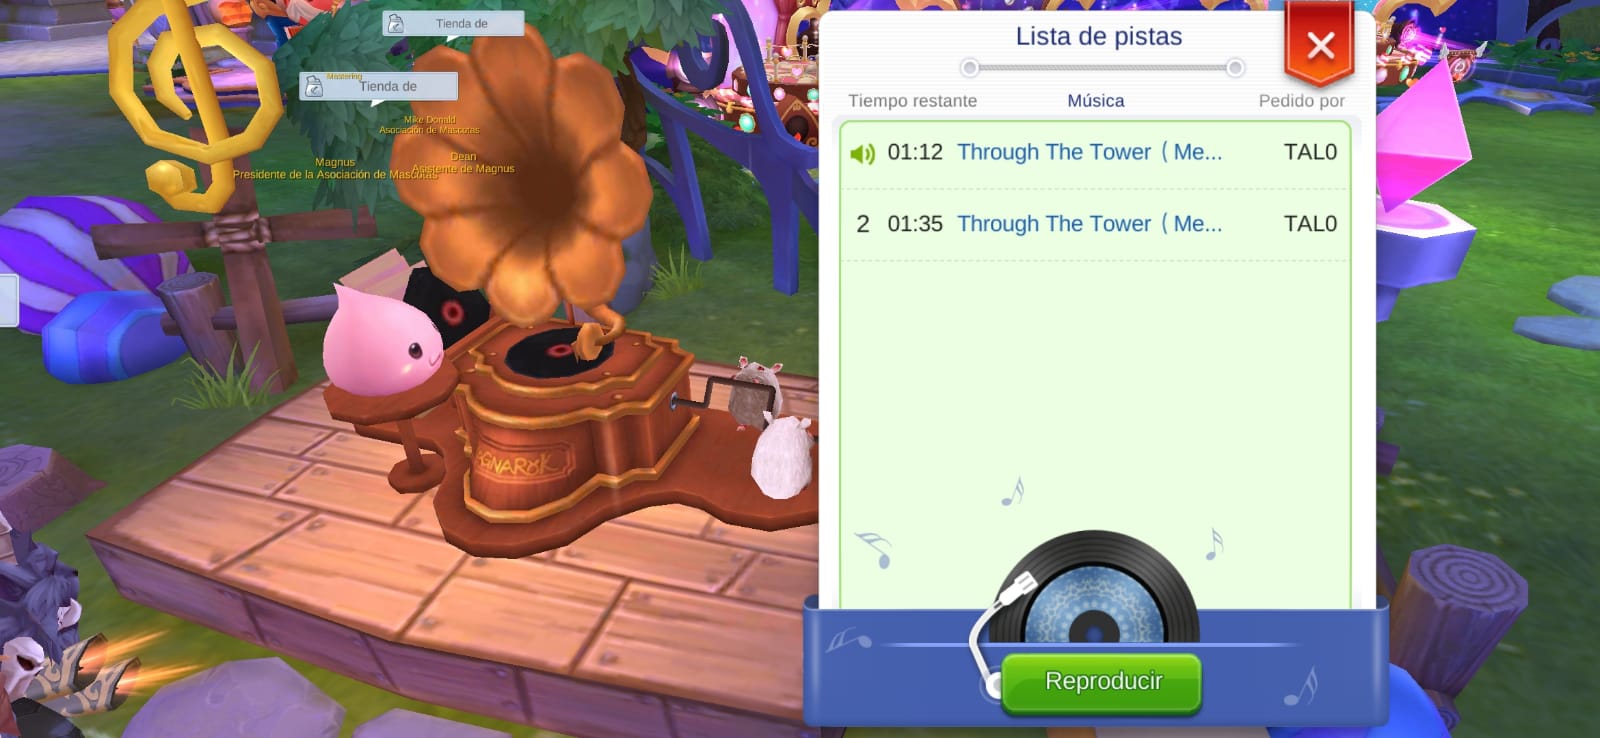 Tienda de
Mastering
Tienda de
Mike Donald
Asociación de Mascotas
Dean
Asistente de Magnus
Magnus
Presidente de la Asociación de Mascotas
RAGNAROK
Lista de pistas
Tiempo restante Música Pedido por
01:12 Through The Tower ( Me... TAL0
2 01:35 Through The Tower ( Me... TAL0
Reproducir